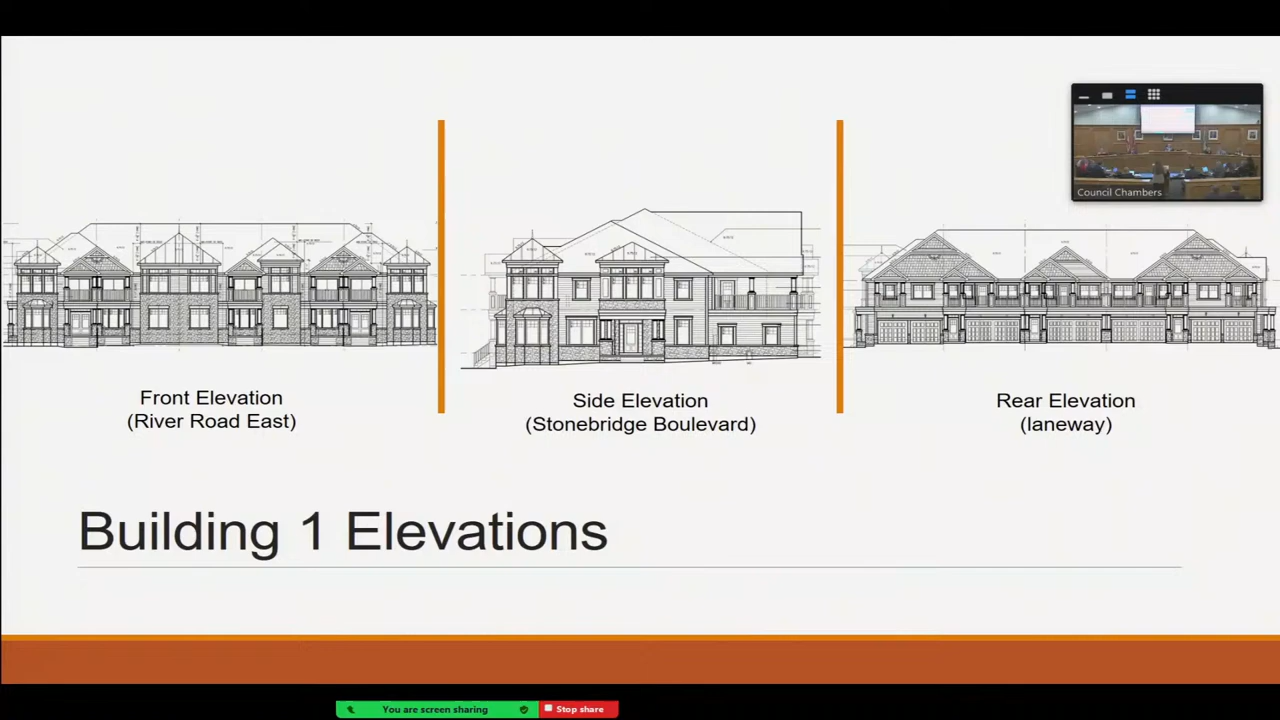 Council Chambers
Front Elevation
(River Road East)
Side Elevation
(Stonebridge Boulevard)
Rear Elevation
(laneway)
Building 1 Elevations
You are screen sharing
Stop share